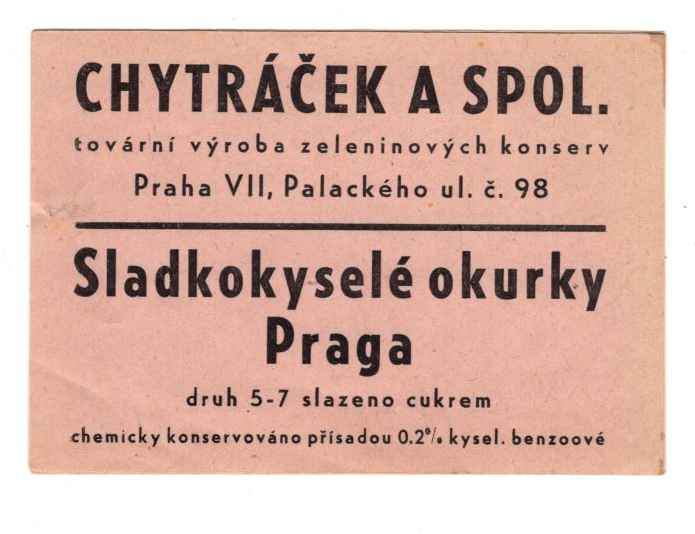 CHYTRÁČEK A SPOL.
tovární výroba zeleninových konserv
Praha VII, Palackého ul. č. 98
Sladkokyselé okurky
Praga
druh 5-7 slazeno cukrem
chemicky konservováno přísadou 0.2% kysel. benzoové